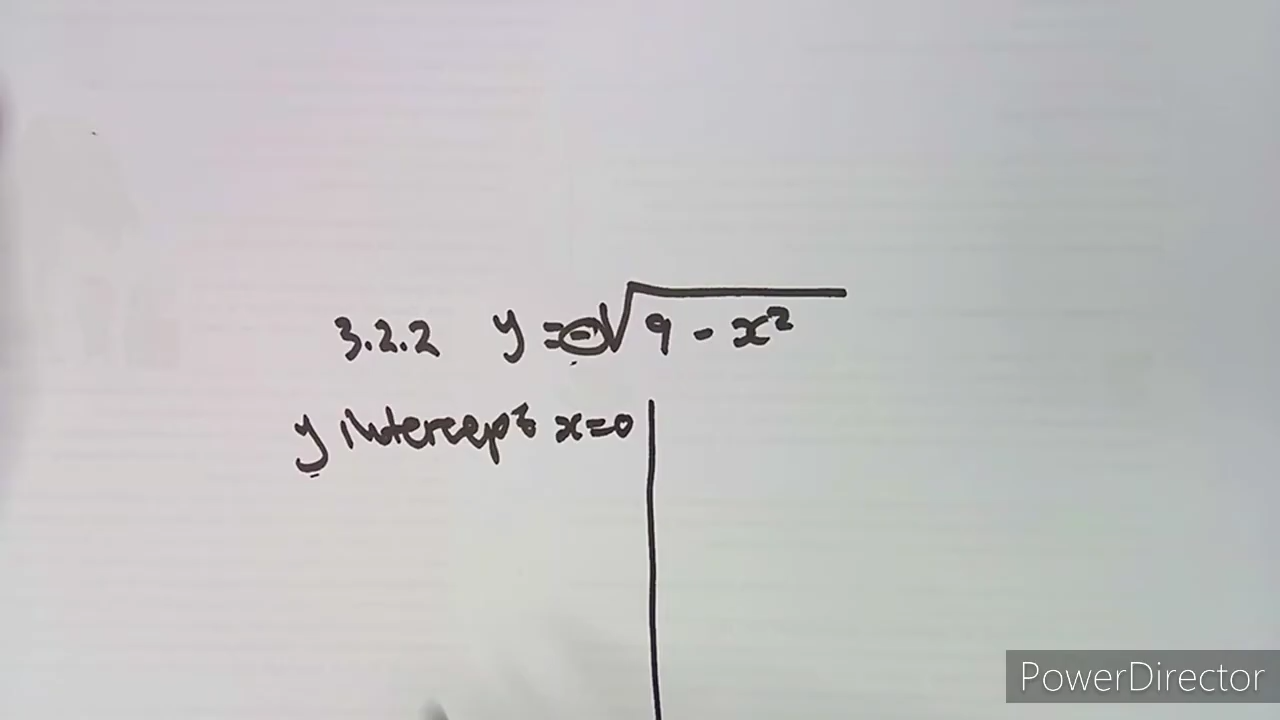 3.2.2 y = -√(9 - x²)
y intercept x=0
PowerDirector